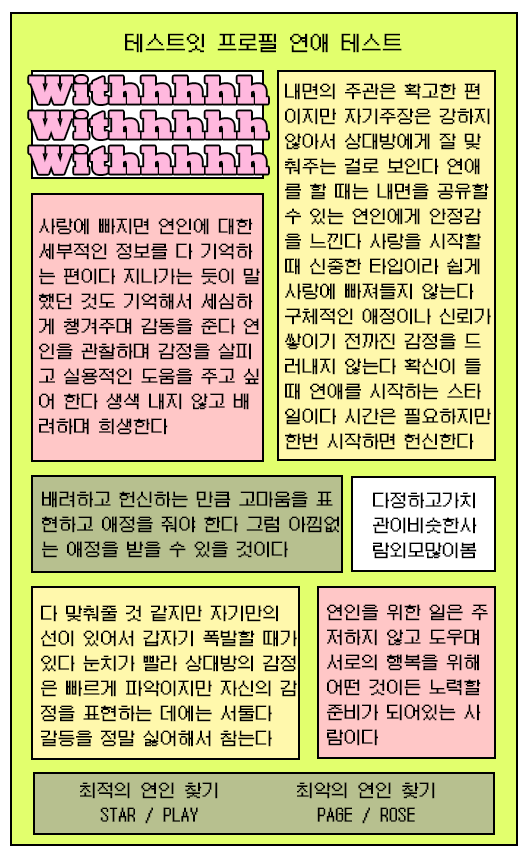 테스트잇 프로필 연애 테스트
Withhhhhh
Withhhhhh
Withhhhhh
사랑에 빠지면 연인에 대한
세부적인 정보를 다 기억하
는 편이다 지나가는 듯이 말
했던 것도 기억해서 세심하
게 챙겨주며 감동을 준다 연
인을 관찰하며 감정을 살피
고 실용적인 도움을 주고 싶
어 한다 생색 내지 않고 배
려하며 희생한다
내면의 주관은 확고한 편
이지만 자기주장은 강하지
않아서 상대방에게 잘 맞
춰주는 걸로 보인다 연애
를 할 때는 내면을 공유할
수 있는 연인에게 안정감
을 느낀다 사랑을 시작할
때 신중한 타입이라 쉽게
사랑에 빠져들지 않는다
구체적인 애정이나 신뢰가
쌓이기 전까진 감정을 드
러내지 않는다 확신이 들
때 연애를 시작하는 스타
일이다 시간은 필요하지만
한번 시작하면 헌신한다
배려하고 헌신하는 만큼 고마움을 표
현하고 애정을 줘야 한다 그럼 아낌없
는 애정을 받을 수 있을 것이다
다정하고가치
관이비슷한사
람외모많이봄
다 맞춰줄 것 같지만 자기만의
선이 있어서 갑자기 폭발할 때가
있다 눈치가 빨라 상대방의 감정
은 빠르게 파악이지만 자신의 감
정을 표현하는 데에는 서툴다
갈등을 정말 싫어해서 참는다
연인을 위한 일은 주
저하지 않고 도우며
서로의 행복을 위해
어떤 것이든 노력할
준비가 되어있는 사
람이다
최적의 연인 찾기 최악의 연인 찾기
STAR / PLAY PAGE / ROSE